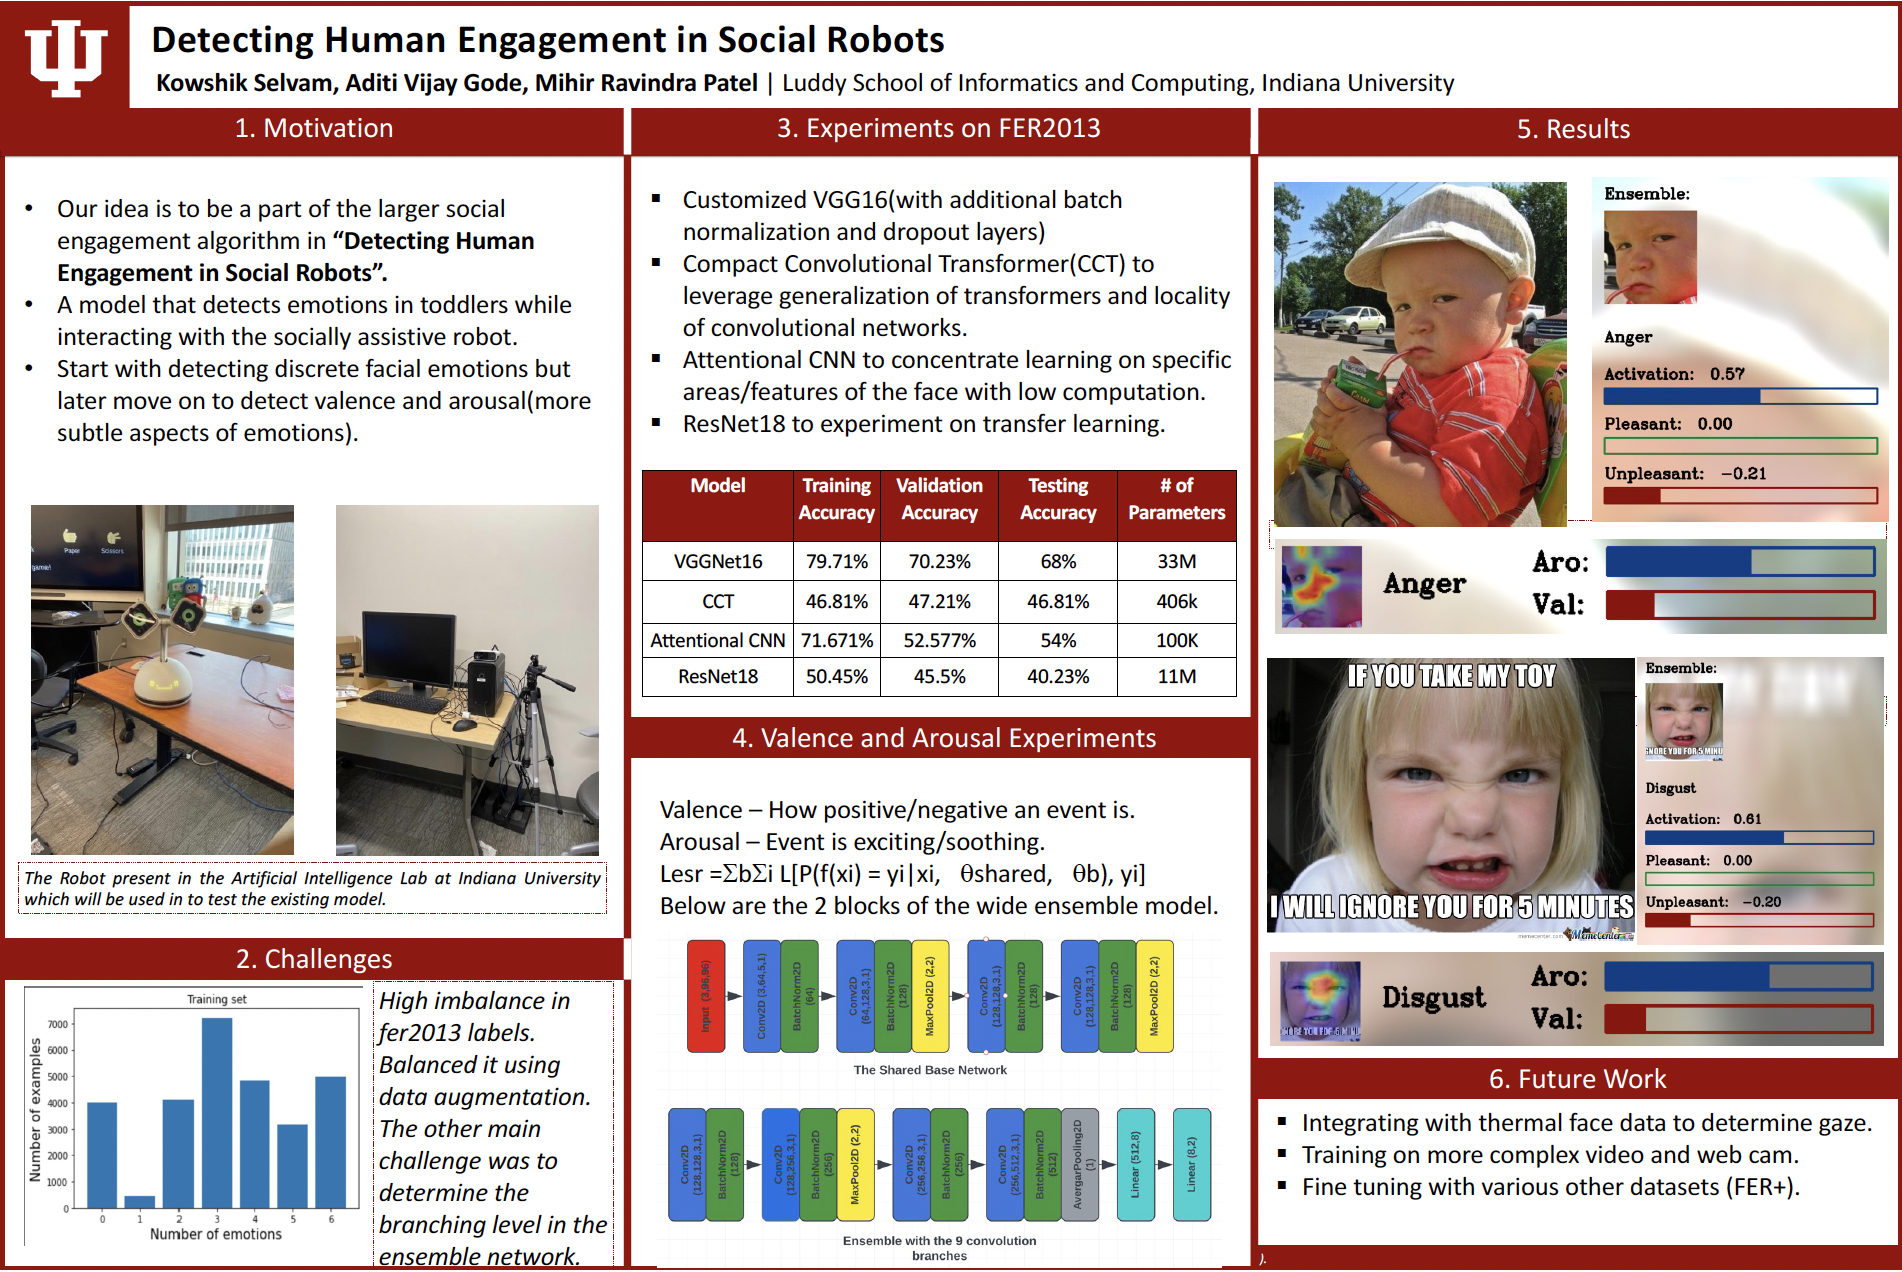 Detecting Human Engagement in Social Robots
Kowshik Selvam, Aditi Vijay Gode, Mihir Ravindra Patel | Luddy School of Informatics and Computing, Indiana University
1. Motivation
• Our idea is to be a part of the larger social
engagement algorithm in “Detecting Human
Engagement in Social Robots”.
• A model that detects emotions in toddlers while
interacting with the socially assistive robot.
• Start with detecting discrete facial emotions but
later move on to detect valence and arousal(more
subtle aspects of emotions).
Paper
Scissors
The Robot present in the Artificial Intelligence Lab at Indiana University
which will be used in to test the existing model.
2. Challenges
Training set
Number of examples
7000
6000
5000
4000
3000
2000
1000
0
0 1 2 3 4 5 6
Number of emotions
High imbalance in
fer2013 labels.
Balanced it using
data augmentation.
The other main
challenge was to
determine the
branching level in the
ensemble network.
3. Experiments on FER2013
▪ Customized VGG16(with additional batch
normalization and dropout layers)
▪ Compact Convolutional Transformer(CCT) to
leverage generalization of transformers and locality
of convolutional networks.
▪ Attentional CNN to concentrate learning on specific
areas/features of the face with low computation.
▪ ResNet18 to experiment on transfer learning.
Model Training Accuracy Validation Accuracy Testing Accuracy # of Parameters
VGGNet16 79.71% 70.23% 68% 33M
CCT 46.81% 47.21% 46.81% 406k
Attentional CNN 71.671% 52.577% 54% 100K
ResNet18 50.45% 45.5% 40.23% 11M
4. Valence and Arousal Experiments
Valence – How positive/negative an event is.
Arousal – Event is exciting/soothing.
Lesr =ΣbΣi L[P(f(xi) = yi|xi, θshared, θb), yi]
Below are the 2 blocks of the wide ensemble model.
Input (3,96,96)
Conv2D (3,64,5,1)
BatchNorm2D (64)
Conv2D (64,128,3,1)
BatchNorm2D (128)
MaxPool2D (2,2)
Conv2D (128,128,3,1)
BatchNorm2D (128)
Conv2D (128,128,3,1)
BatchNorm2D (128)
MaxPool2D (2,2)
The Shared Base Network
Conv2D (128,128,3,1)
BatchNorm2D (128)
Conv2D (128,256,3,1)
BatchNorm2D (256)
MaxPool2D (2,2)
Conv2D (256,256,3,1)
BatchNorm2D (256)
Conv2D (256,512,3,1)
BatchNorm2D (512)
AvergarPooling2D (1)
Linear (512,8)
Linear (8,2)
Ensemble with the 9 convolution
branches
5. Results
Ensemble:
Anger
Activation: 0.57
Pleasant: 0.00
Unpleasant: −0.21
Anger
Aro:
Val:
IF YOU TAKE MY TOY
I WILL IGNORE YOU FOR 5 MINUTES
memecenter.com MemeCenter
Ensemble:
GNORE YOU FOR 5 MINU
Disgust
Activation: 0.61
Pleasant: 0.00
Unpleasant: −0.20
Disgust
Aro:
Val:
6. Future Work
▪ Integrating with thermal face data to determine gaze.
▪ Training on more complex video and web cam.
▪ Fine tuning with various other datasets (FER+).
).